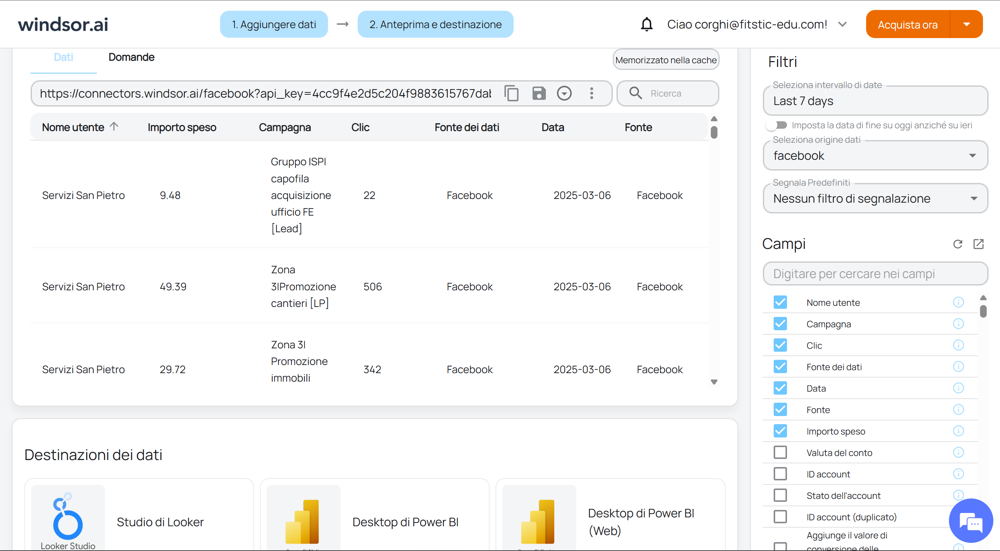 windsor.ai
1. Aggiungere dati
2. Anteprima e destinazione
Ciao corghi@fitstic-edu.com!
Acquista ora
Dati
Domande
Memorizzato nella cache
https://connectors.windsor.ai/facebook?api_key=4cc9f4e2d5c204f9883615767dab
Ricerca
Nome utente
Importo speso
Campagna
Clic
Fonte dei dati
Data
Fonte
Servizi San Pietro
9.48
Gruppo ISPI
capofila
acquisizione
ufficio FE
[Lead]
22
Facebook
2025-03-06
Facebook
Servizi San Pietro
49.39
Zona
3|Promozione
cantieri [LP]
506
Facebook
2025-03-06
Facebook
Servizi San Pietro
29.72
Zona 3|
Promozione
immobili
342
Facebook
2025-03-06
Facebook
Destinazioni dei dati
Looker Studio
Studio di Looker
Desktop di Power BI
Desktop di Power BI
(Web)
Filtri
Seleziona intervallo di date
Last 7 days
Imposta la data di fine su oggi anziché su ieri
Seleziona origine dati
facebook
Segnala Predefiniti
Nessun filtro di segnalazione
Campi
Digitare per cercare nei campi
Nome utente
Campagna
Clic
Fonte dei dati
Data
Fonte
Importo speso
Valuta del conto
ID account
Stato dell'account
ID account (duplicato)
Aggiunge il valore di
conversione delle